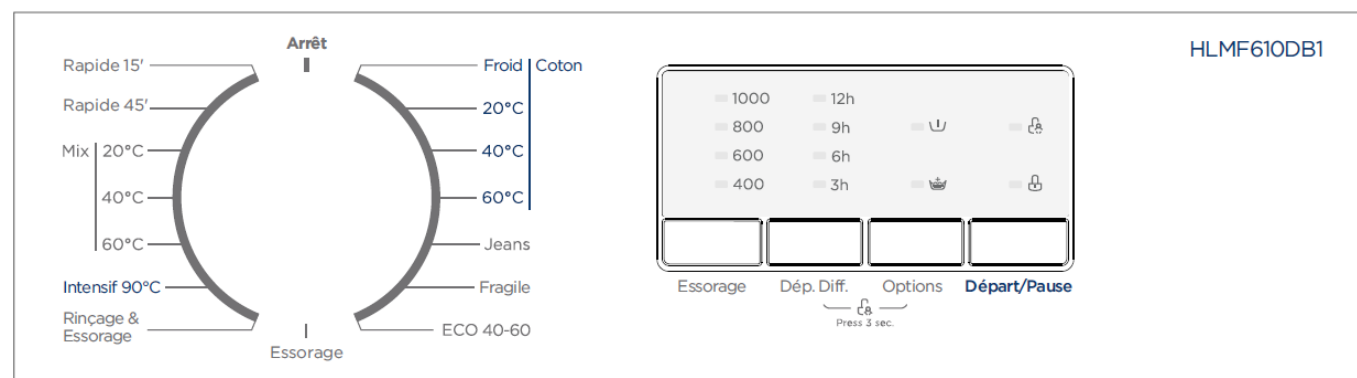 HLMF610DB1
Arrêt
Rapide 15'
Rapide 45'
Mix 20°C
40°C
60°C
Intensif 90°C
Rinçage &
Essorage
Essorage
Froid Coton
20°C
40°C
60°C
Jeans
Fragile
ECO 40-60
1000 12h
800 9h
600 6h
400 3h
Essorage Dép. Diff. Options Départ/Pause
Press 3 sec.